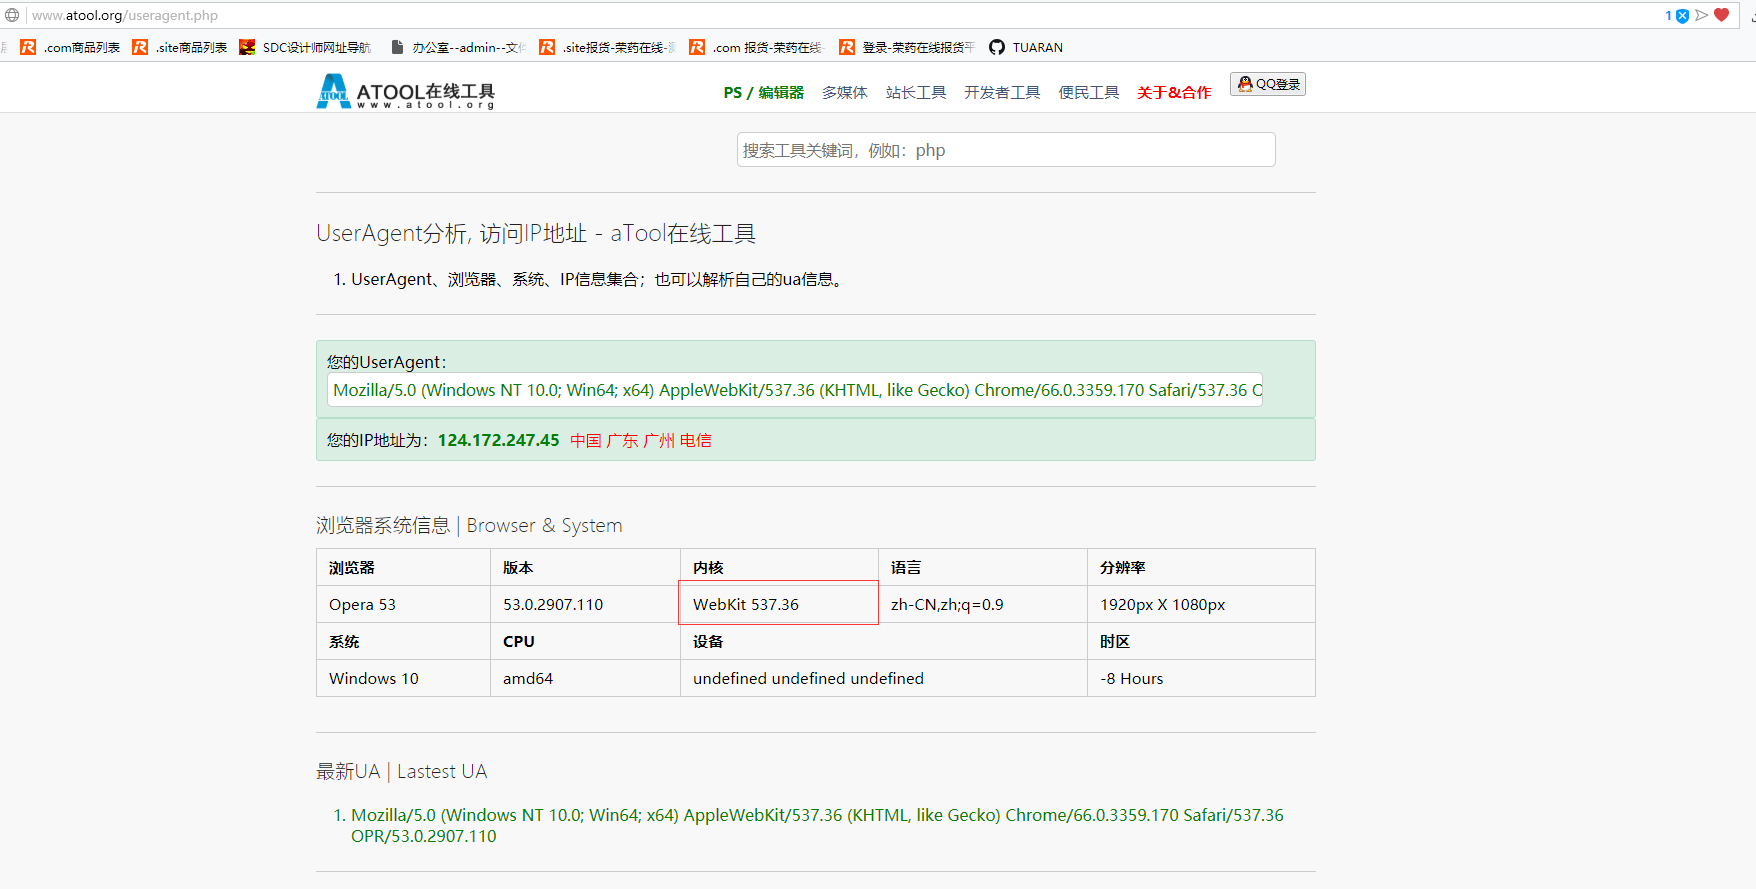 www.atool.org/useragent.php
1
.com商品列表 .site商品列表 SDC设计师网址导航 办公室--admin--文件 .site报货-荣药在线- .com 报货-荣药在线- 登录-荣药在线报货平 TUARAN
ATOOL在线工具
www.atool.org
PS / 编辑器 多媒体 站长工具 开发者工具 便民工具 关于&合作 QQ登录
搜索工具关键词，例如：php
UserAgent分析, 访问IP地址 - aTool在线工具
1. UserAgent、浏览器、系统、IP信息集合；也可以解析自己的ua信息。
您的UserAgent：
Mozilla/5.0 (Windows NT 10.0; Win64; x64) AppleWebKit/537.36 (KHTML, like Gecko) Chrome/66.0.3359.170 Safari/537.36 O
您的IP地址为：124.172.247.45 中国 广东 广州 电信
浏览器系统信息 | Browser & System
浏览器 版本 内核 语言 分辨率
Opera 53 53.0.2907.110 WebKit 537.36 zh-CN,zh;q=0.9 1920px X 1080px
系统 CPU 设备 时区
Windows 10 amd64 undefined undefined undefined -8 Hours
最新UA | Lastest UA
1. Mozilla/5.0 (Windows NT 10.0; Win64; x64) AppleWebKit/537.36 (KHTML, like Gecko) Chrome/66.0.3359.170 Safari/537.36
OPR/53.0.2907.110